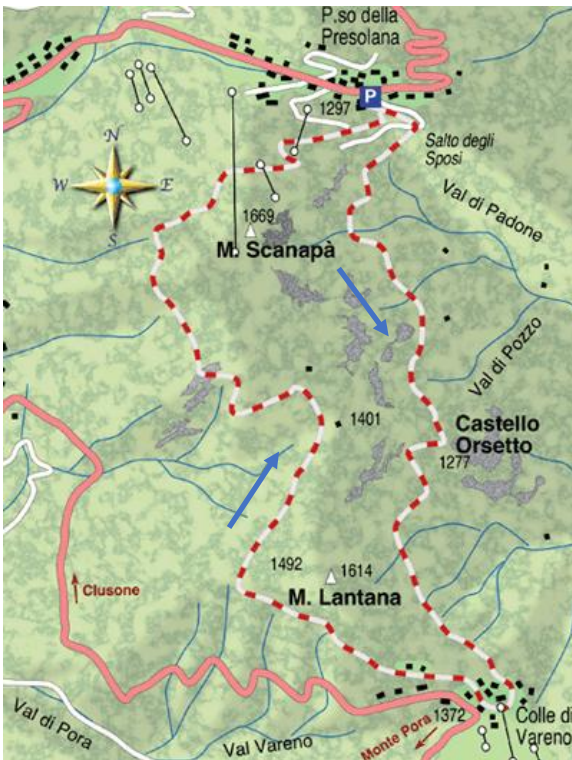 P.so della
Presolana
P
1297
Salto degli
Sposi
N
W
E
S
Val di Padone
1669
M. Scanapà
Val di Pozzo
1401
Castello
Orsetto
1277
1492
1614
M. Lantana
Clusone
Val di Pora
Val Vareno
Monte Pora
1372
Colle di
Vareno